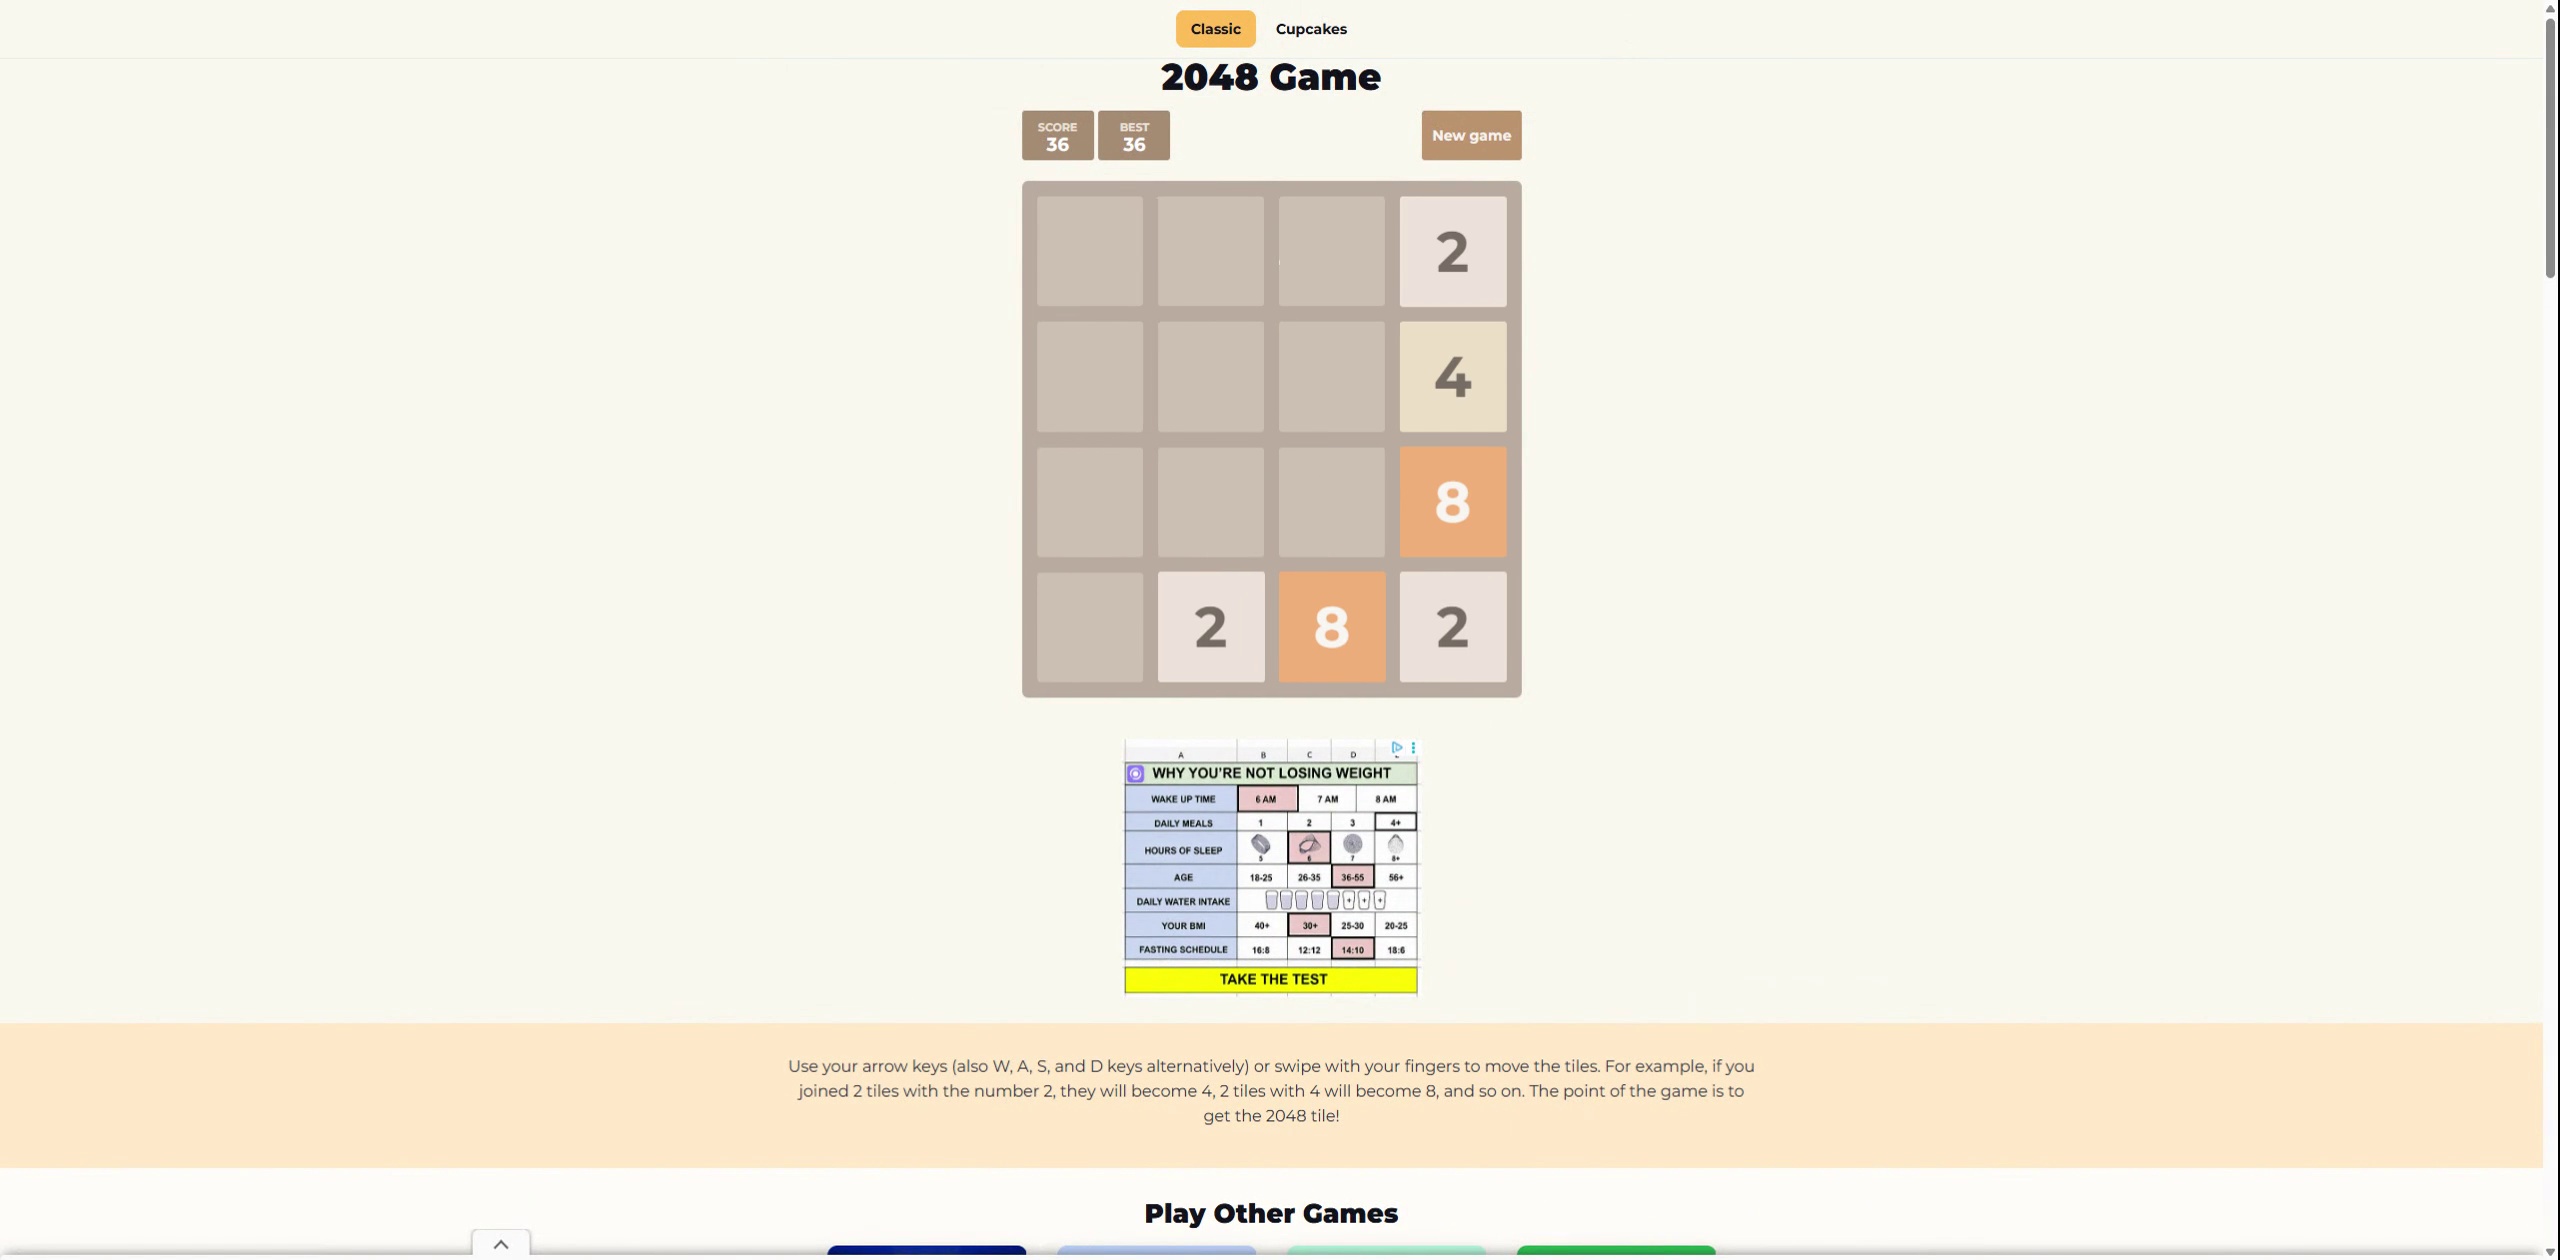 Classic Cupcakes
2048 Game
SCORE BEST
36 36
New game
2
4
8
2 8 2
A B C D
WHY YOU'RE NOT LOSING WEIGHT
WAKE UP TIME 6 AM 7 AM 8 AM
DAILY MEALS 1 2 3 4+
HOURS OF SLEEP 5 6 7 8+
AGE 18-25 26-35 36-55 56+
DAILY WATER INTAKE + + +
YOUR BMI 40+ 30+ 25-30 20-25
FASTING SCHEDULE 16:8 12:12 14:10 18:6
TAKE THE TEST
Use your arrow keys (also W, A, S, and D keys alternatively) or swipe with your fingers to move the tiles. For example, if you
joined 2 tiles with the number 2, they will become 4, 2 tiles with 4 will become 8, and so on. The point of the game is to
get the 2048 tile!
Play Other Games